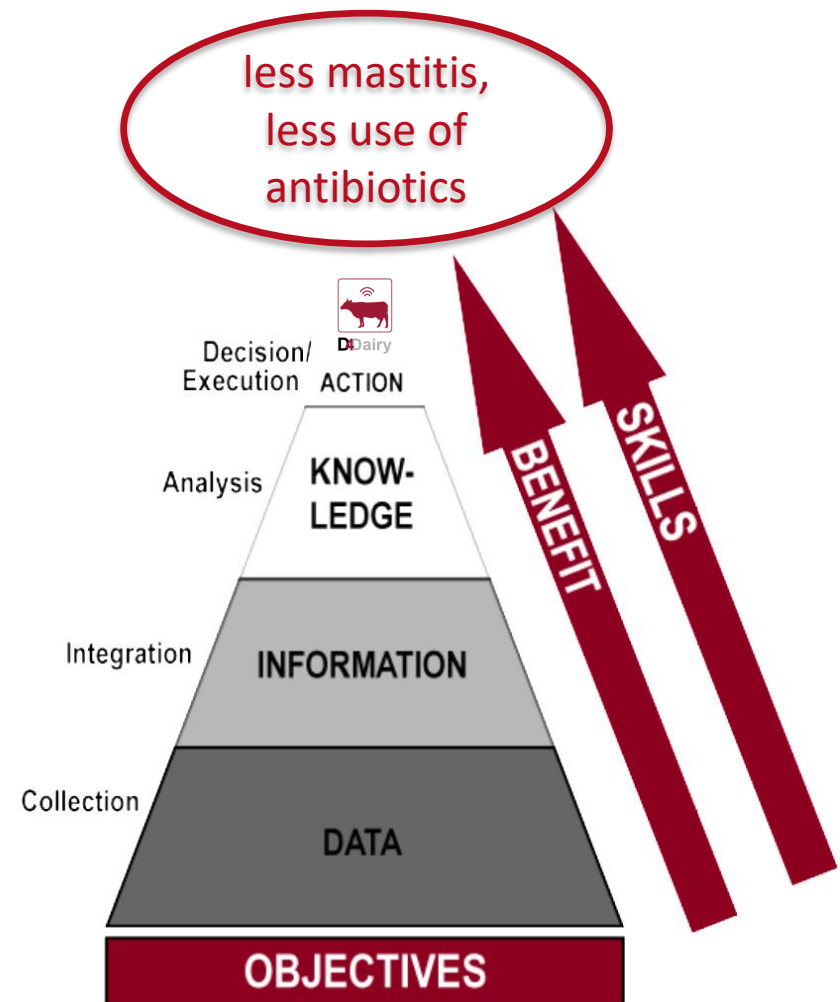 less mastitis,
less use of
antibiotics
D4Dairy
Decision/
Execution
ACTION
Analysis
KNOW-
LEDGE
Integration
INFORMATION
Collection
DATA
OBJECTIVES
BENEFIT
SKILLS